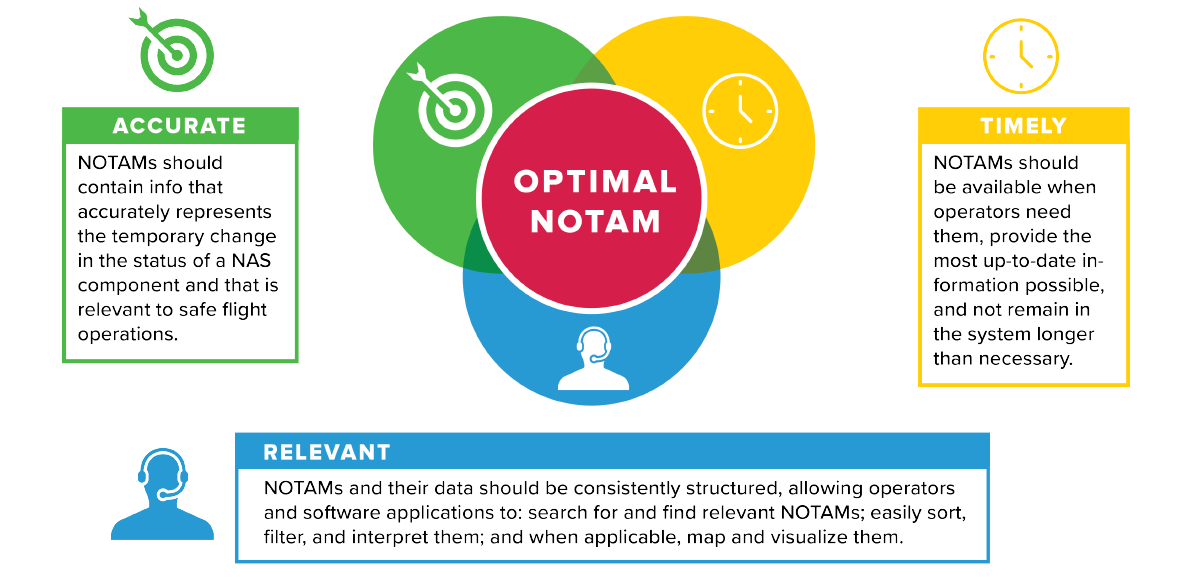 ACCURATE
NOTAMs should
contain info that
accurately represents
the temporary change
in the status of a NAS
component and that is
relevant to safe flight
operations.
OPTIMAL
NOTAM
TIMELY
NOTAMs should
be available when
operators need
them, provide the
most up-to-date in-
formation possible,
and not remain in
the system longer
than necessary.
RELEVANT
NOTAMs and their data should be consistently structured, allowing operators
and software applications to: search for and find relevant NOTAMs; easily sort,
filter, and interpret them; and when applicable, map and visualize them.